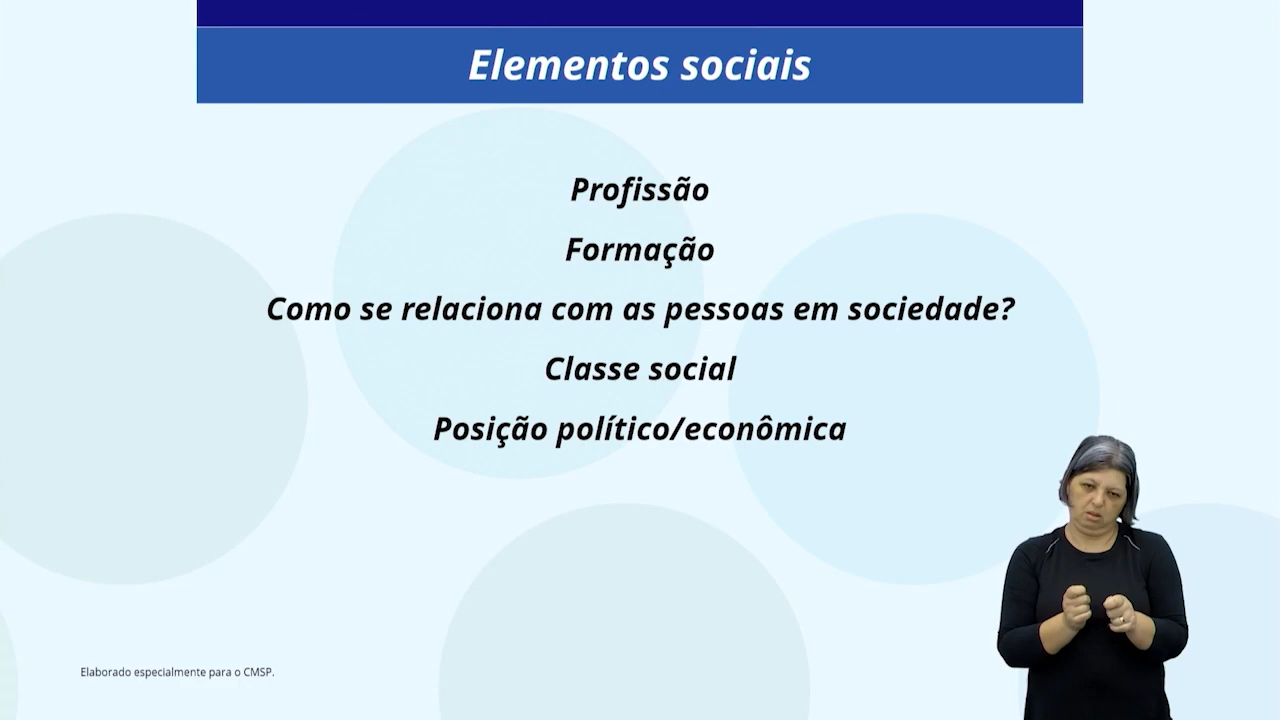 Elementos sociais
Profissão
Formação
Como se relaciona com as pessoas em sociedade?
Classe social
Posição político/econômica
Elaborado especialmente para o CMSP.